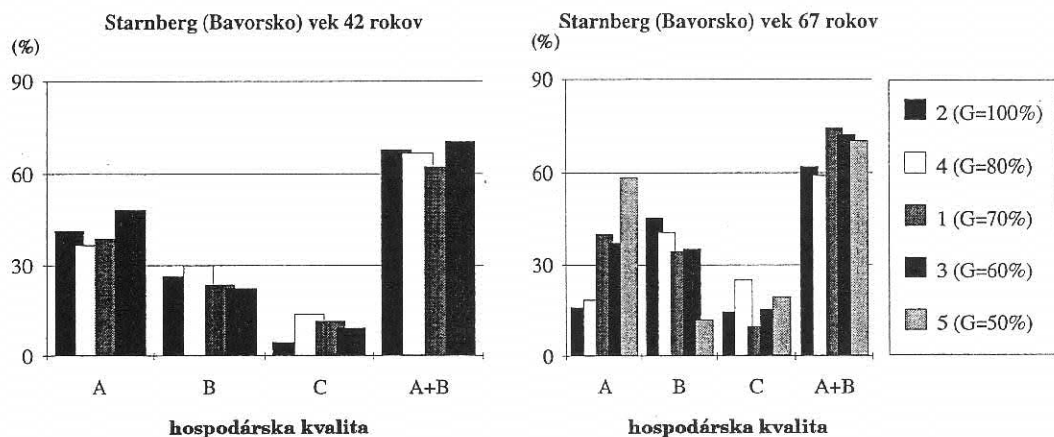 Starnberg (Bavorsko) vek 42 rokov
(%)
90
60
30
0
A B C A+B
hospodárska kvalita
Starnberg (Bavorsko) vek 67 rokov
(%)
90
60
30
0
A B C A+B
hospodárska kvalita
2 (G=100%)
4 (G=80%)
1 (G=70%)
3 (G=60%)
5 (G=50%)